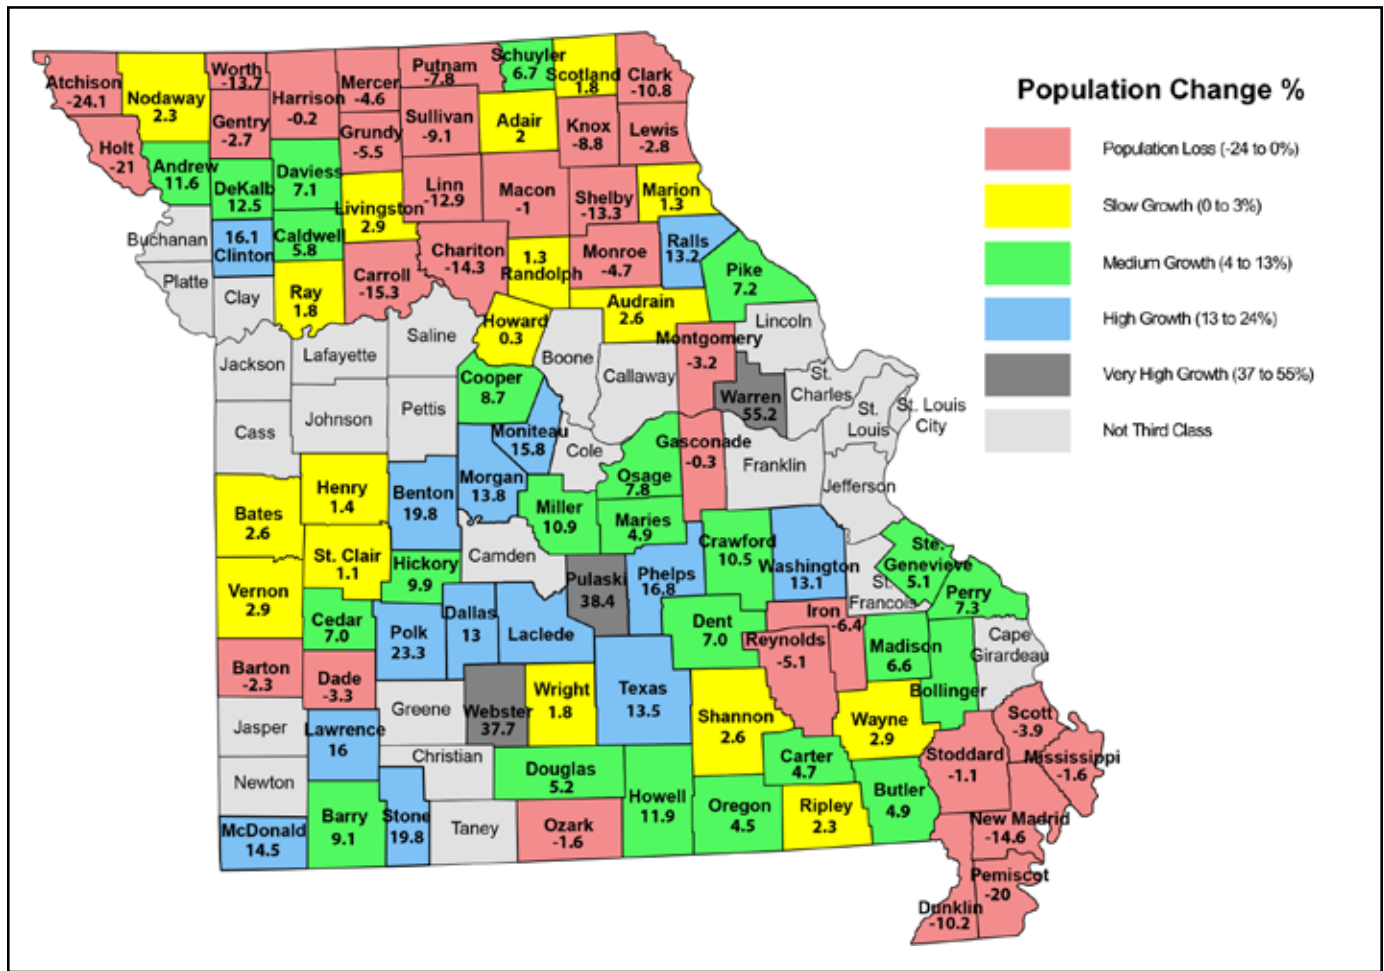 Population Change %
Population Loss (-24 to 0%)
Slow Growth (0 to 3%)
Medium Growth (4 to 13%)
High Growth (13 to 24%)
Very High Growth (37 to 55%)
Not Third Class
Atchison
-24.1
Nodaway
2.3
Worth
-13.7
Harrison
-0.2
Mercer
-4.6
Putnam
-7.8
Schuyler
6.7
Scotland
1.8
Clark
-10.8
Holt
-21
Gentry
-2.7
Grundy
-5.5
Sullivan
-9.1
Adair
2
Knox
-8.8
Lewis
-2.8
Andrew
11.6
DeKalb
12.5
Daviess
7.1
Livingston
2.9
Linn
-12.9
Macon
-1
Shelby
-13.3
Marion
1.3
Buchanan
16.1
Clinton
Caldwell
5.8
Carroll
-15.3
Chariton
-14.3
1.3
Randolph
Monroe
-4.7
Ralls
13.2
Pike
7.2
Platte
Clay
Ray
1.8
Audrain
2.6
Howard
0.3
Saline
Boone
Callaway
Montgomery
-3.2
Lincoln
Jackson
Lafayette
Cooper
8.7
Warren
55.2
St.
Charles
St.
Louis
St. Louis
City
Cass
Johnson
Pettis
Moniteau
15.8
Cole
Osage
7.8
Gasconade
-0.3
Franklin
Jefferson
Bates
2.6
Henry
1.4
Benton
19.8
Morgan
13.8
Miller
10.9
Maries
4.9
Crawford
10.5
Washington
13.1
Ste.
Genevieve
5.1
St.
Francois
Perry
7.3
Vernon
2.9
St. Clair
1.1
Hickory
9.9
Camden
Pulaski
38.4
Phelps
16.8
Cedar
7.0
Polk
23.3
Dallas
13
Laclede
Dent
7.0
Iron
-6.4
Reynolds
-5.1
Madison
6.6
Bollinger
Cape
Girardeau
Barton
-2.3
Dade
-3.3
Greene
Webster
37.7
Wright
1.8
Texas
13.5
Shannon
2.6
Wayne
2.9
Scott
-3.9
Mississippi
-1.6
Stoddard
-1.1
Jasper
Lawrence
16
Christian
Douglas
5.2
Howell
11.9
Carter
4.7
Butler
4.9
Newton
Oregon
4.5
Ripley
2.3
McDonald
14.5
Barry
9.1
Stone
19.8
Taney
Ozark
-1.6
New Madrid
-14.6
Pemiscot
-20
Dunklin
-10.2